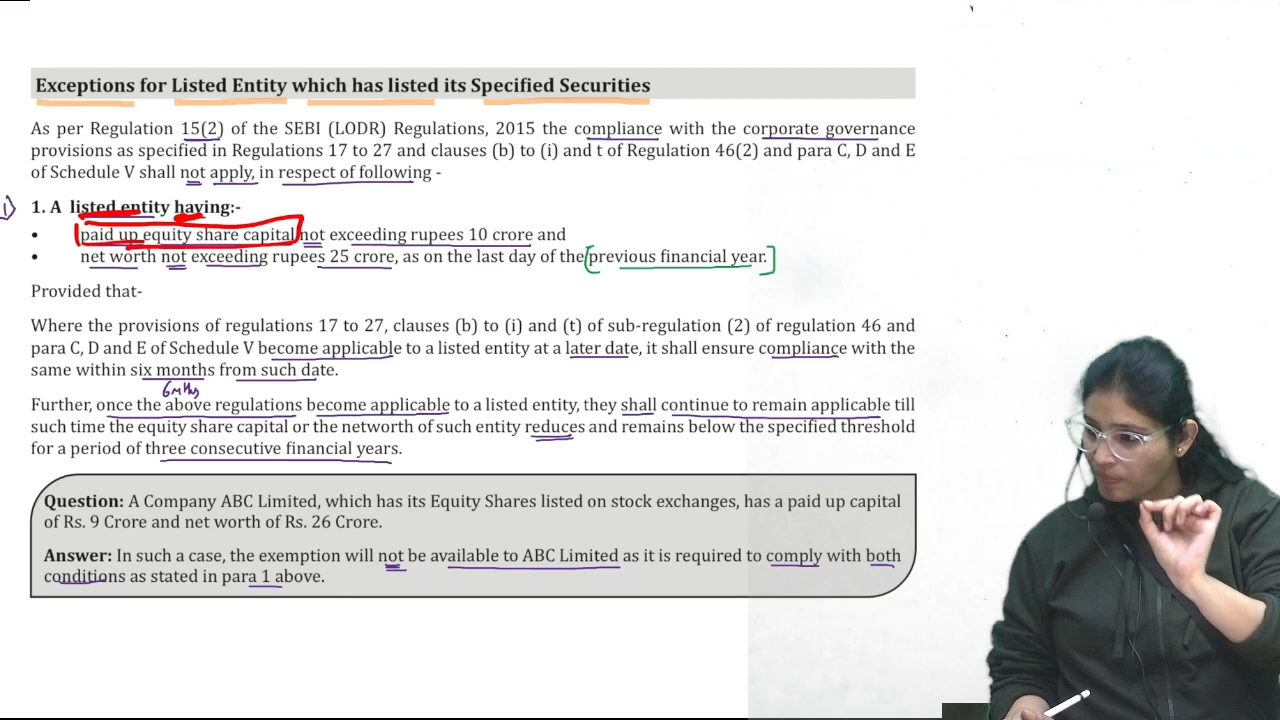 Exceptions for Listed Entity which has listed its Specified Securities
As per Regulation 15(2) of the SEBI (LODR) Regulations, 2015 the compliance with the corporate governance
provisions as specified in Regulations 17 to 27 and clauses (b) to (i) and t of Regulation 46(2) and para C, D and E
of Schedule V shall not apply, in respect of following -
1) 1. A listed entity having:-
• paid up equity share capital not exceeding rupees 10 crore and
• net worth not exceeding rupees 25 crore, as on the last day of the [previous financial year.]
Provided that-
Where the provisions of regulations 17 to 27, clauses (b) to (i) and (t) of sub-regulation (2) of regulation 46 and
para C, D and E of Schedule V become applicable to a listed entity at a later date, it shall ensure compliance with the
same within six months from such date.
6mths
Further, once the above regulations become applicable to a listed entity, they shall continue to remain applicable till
such time the equity share capital or the networth of such entity reduces and remains below the specified threshold
for a period of three consecutive financial years.
Question: A Company ABC Limited, which has its Equity Shares listed on stock exchanges, has a paid up capital
of Rs. 9 Crore and net worth of Rs. 26 Crore.
Answer: In such a case, the exemption will not be available to ABC Limited as it is required to comply with both
conditions as stated in para 1 above.